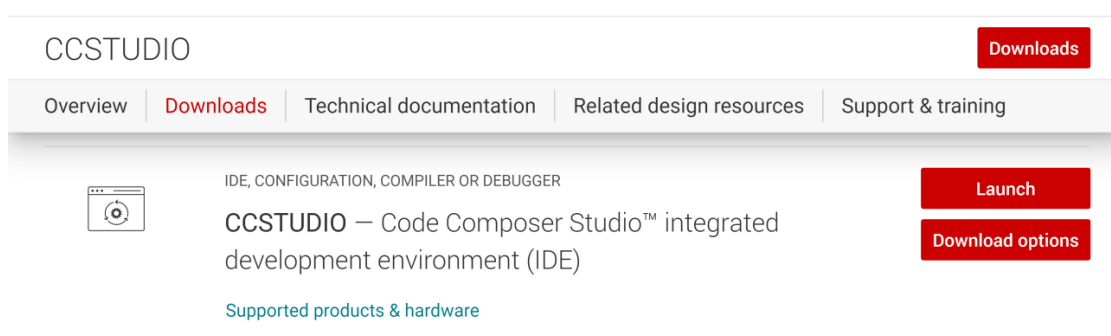 CCSTUDIO
Downloads
Overview
Downloads
Technical documentation
Related design resources
Support & training
IDE, CONFIGURATION, COMPILER OR DEBUGGER
Launch
CCSTUDIO — Code Composer Studio™ integrated
development environment (IDE)
Download options
Supported products & hardware